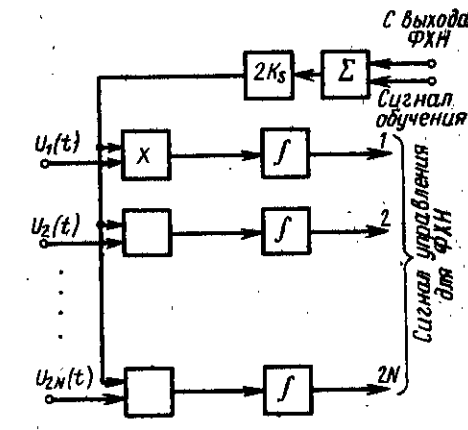 С выхода
ФХН
2Ks
Σ
Сигнал
обучения
U1(t)
X
∫
1
U2(t)
∫
2
U2N(t)
∫
2N
Сигнал управления
для ФХН